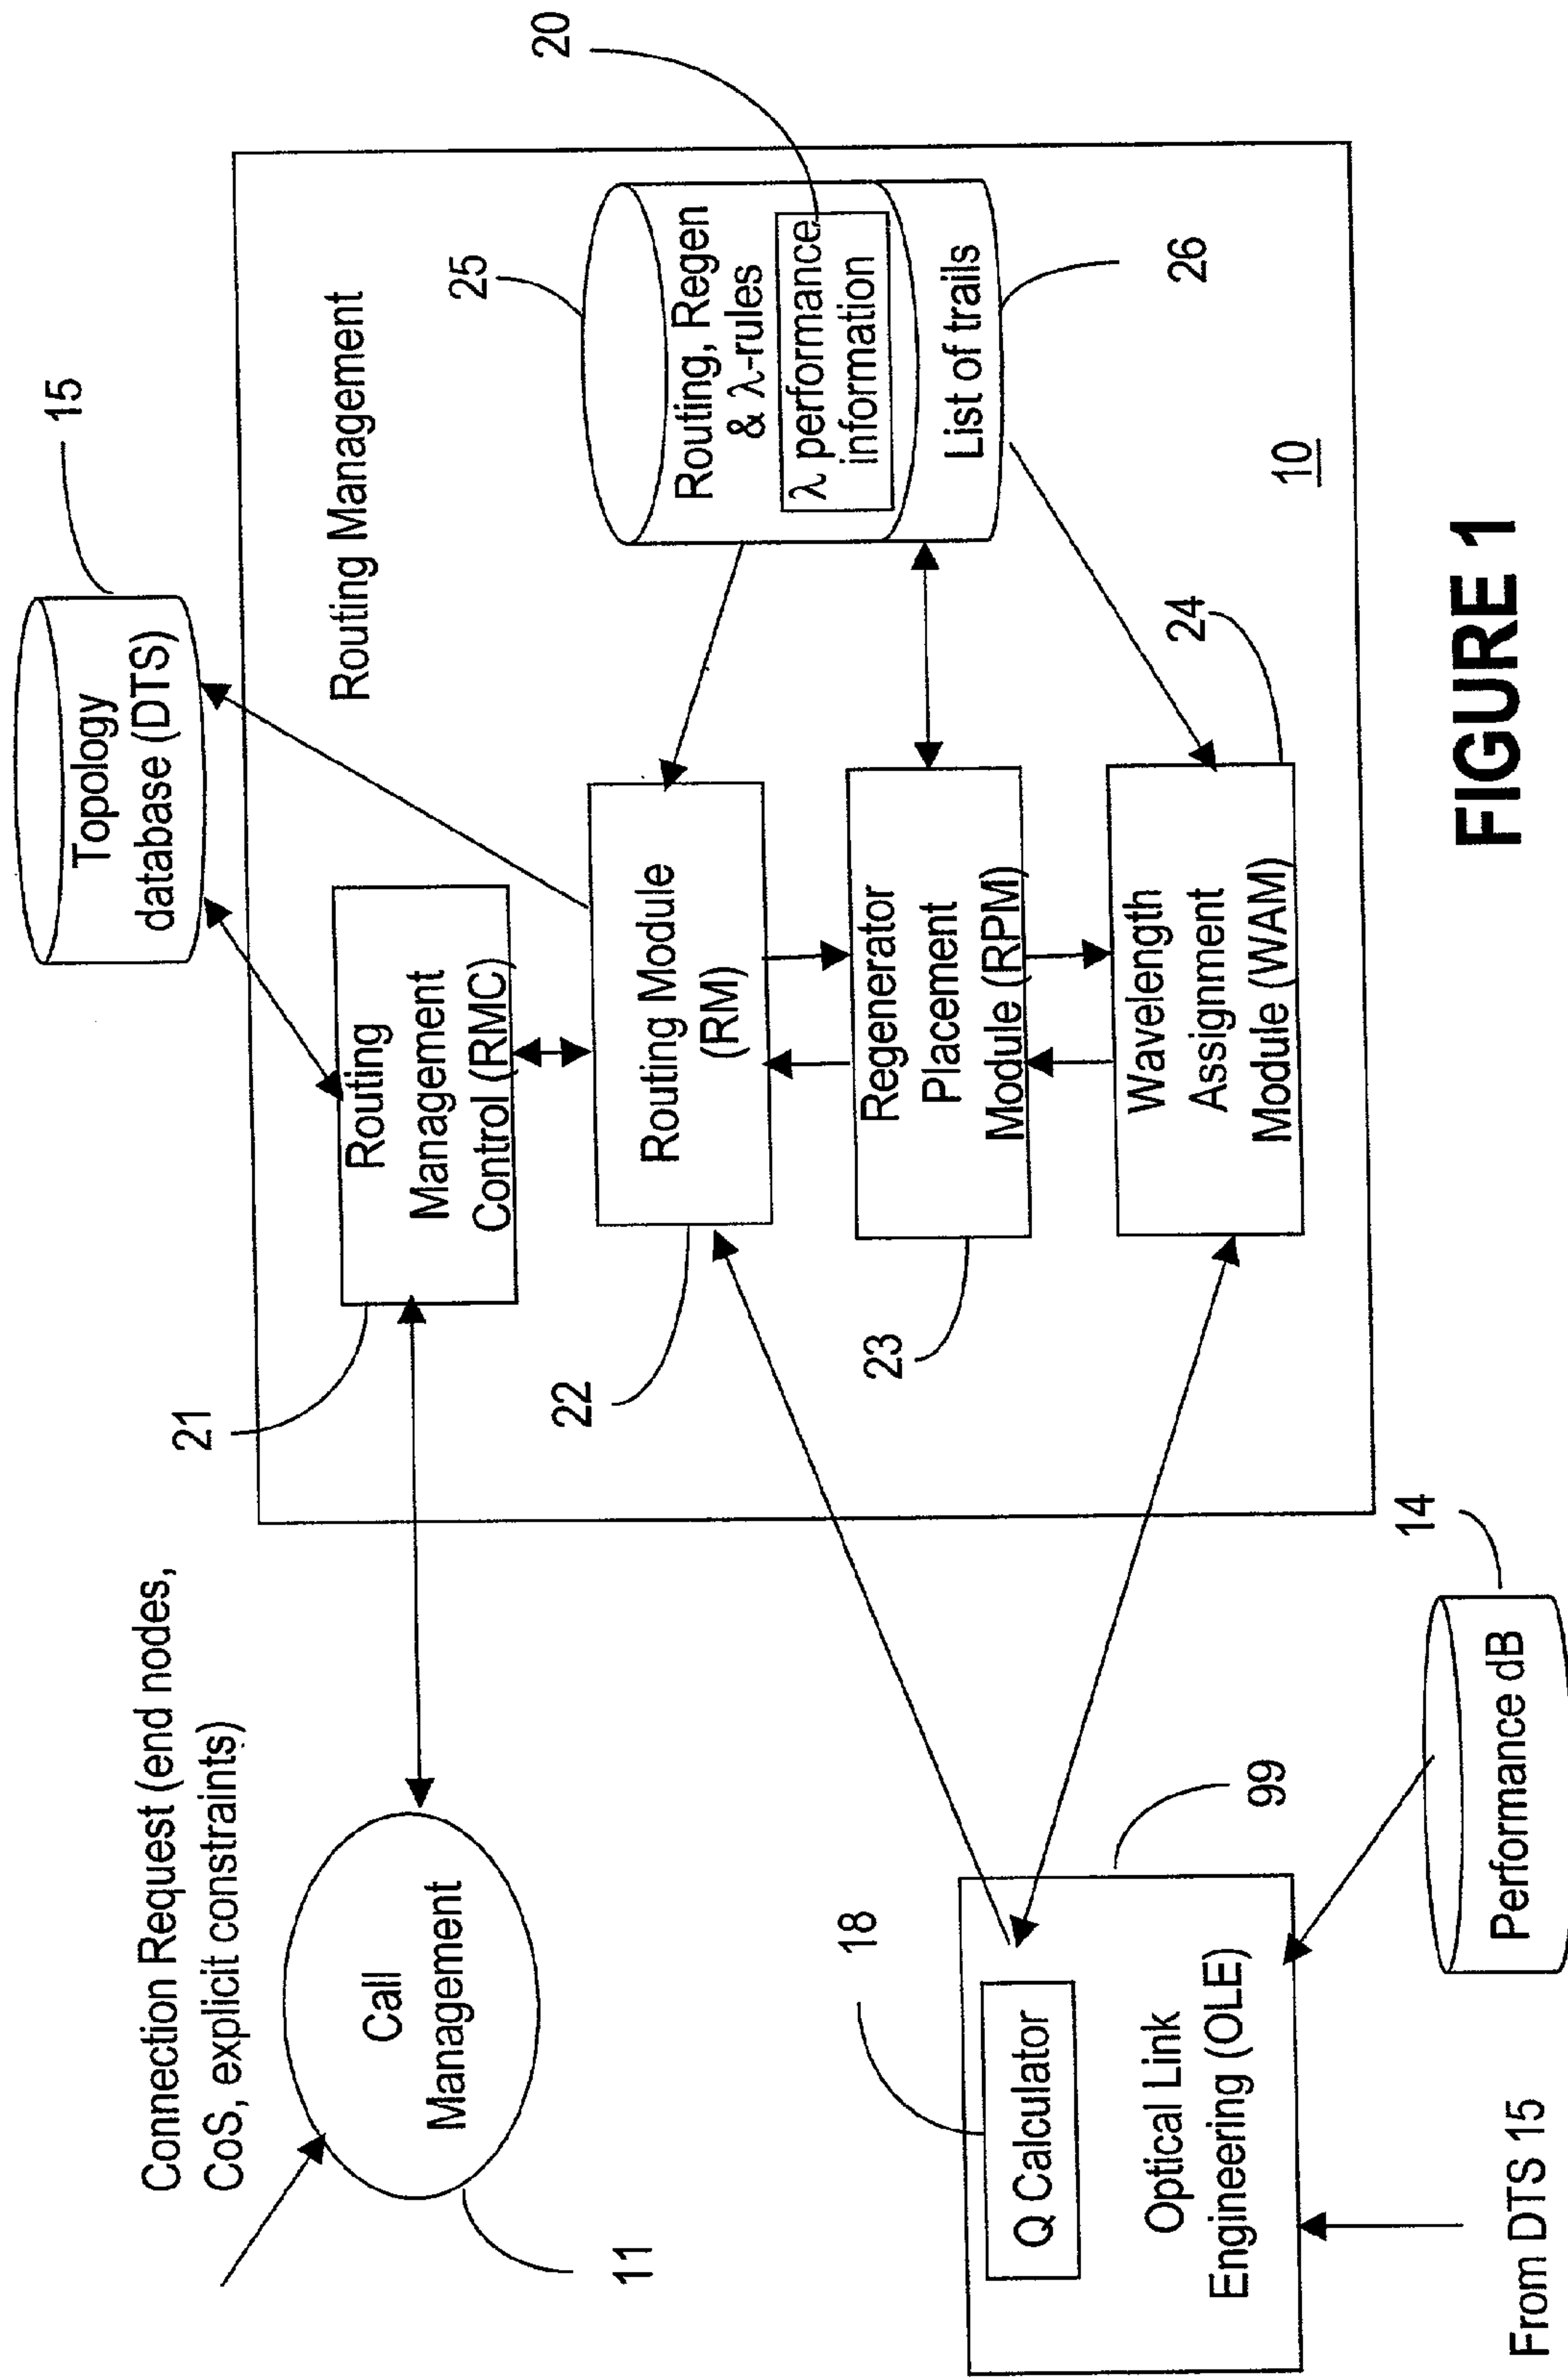 Connection Request (end nodes,
CoS, explicit constraints)
Call
Management
11
21
Topology
database (DTS)
15
Routing Management
Routing
Management
Control (RMC)
22
Routing Module
(RM)
23
Regenerator
Placement
Module (RPM)
Wavelength
Assignment
Module (WAM)
24
25
Routing, Regen
& λ-rules
λ performance
information
20
List of trails
26
10
18
Q Calculator
Optical Link
Engineering (OLE)
99
From DTS 15
Performance dB
14
FIGURE 1